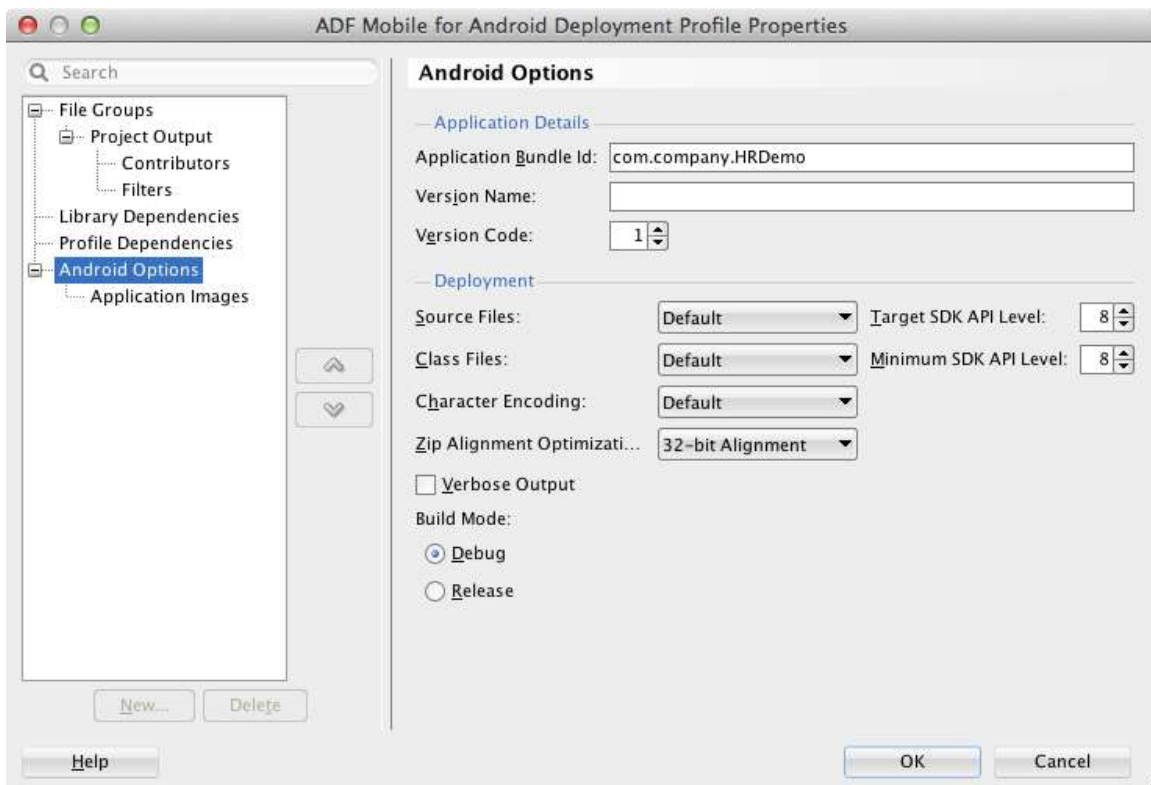 ADF Mobile for Android Deployment Profile Properties
Search
File Groups
Project Output
Contributors
Filters
Library Dependencies
Profile Dependencies
Android Options
Application Images
New...
Delete
Android Options
Application Details
Application Bundle Id: com.company.HRDemo
Version Name:
Version Code: 1
Deployment
Source Files: Default Target SDK API Level: 8
Class Files: Default Minimum SDK API Level: 8
Character Encoding: Default
Zip Alignment Optimizati... 32-bit Alignment
Verbose Output
Build Mode:
Debug
Release
Help OK Cancel